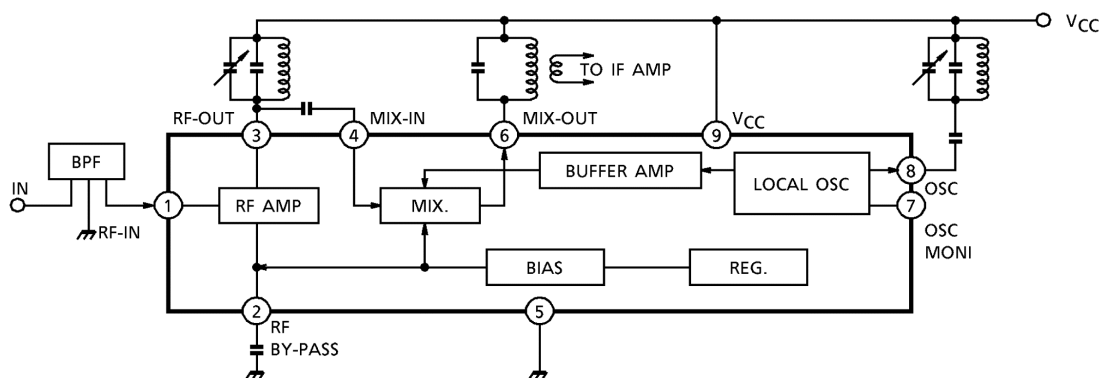 VCC
TO IF AMP
RF-OUT
MIX-IN
MIX-OUT
VCC
3
4
6
9
BPF
IN
RF-IN
1
RF AMP
MIX.
BUFFER AMP
LOCAL OSC
8
OSC
7
OSC
MONI
BIAS
REG.
2
RF
BY-PASS
5